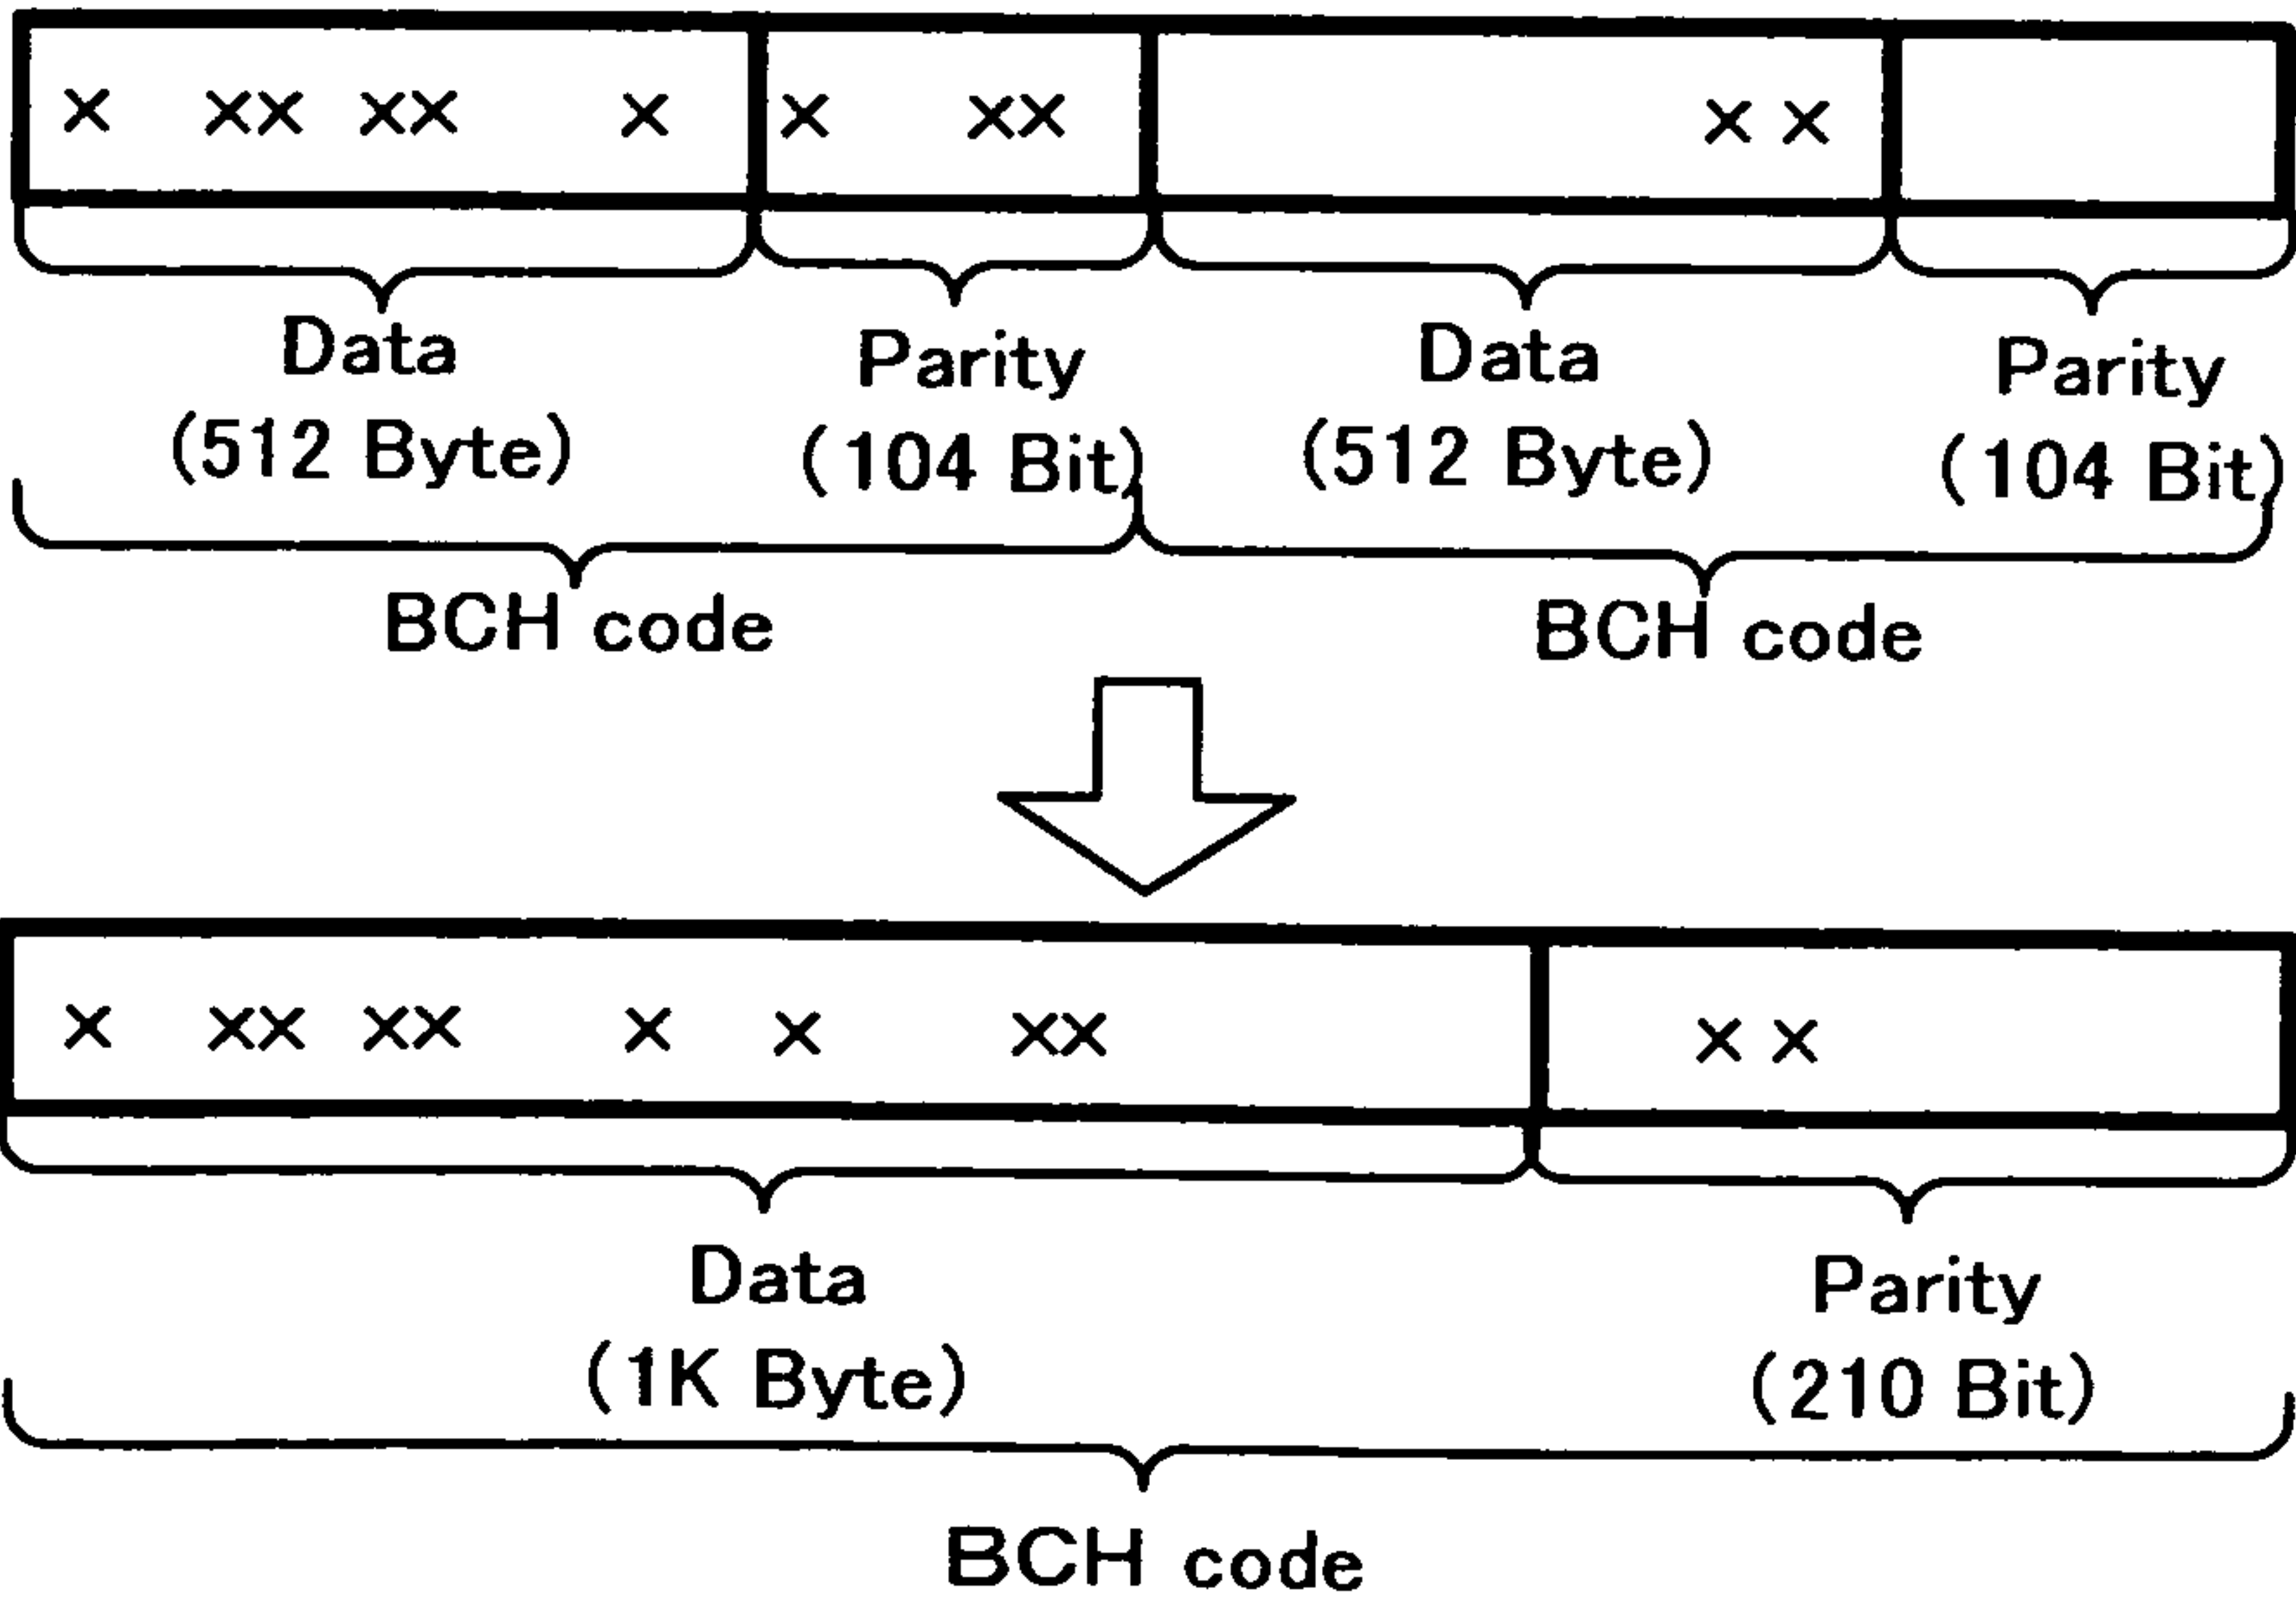 × ×× ×× × × ×× × ×
Data Parity Data Parity
(512 Byte) (104 Bit) (512 Byte) (104 Bit)
BCH code BCH code
× ×× ×× × × ×× × ×
Data Parity
(1K Byte) (210 Bit)
BCH code